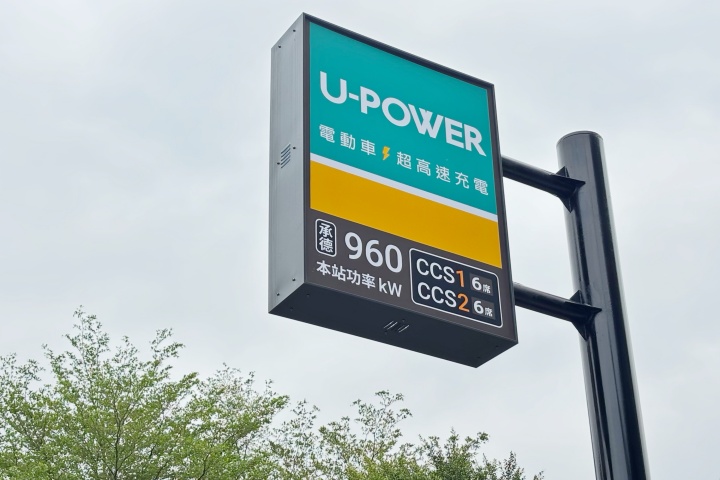 U-POWER
電動車⚡超高速充電
承德 960
本站功率kW
CCS1 6席
CCS2 6席